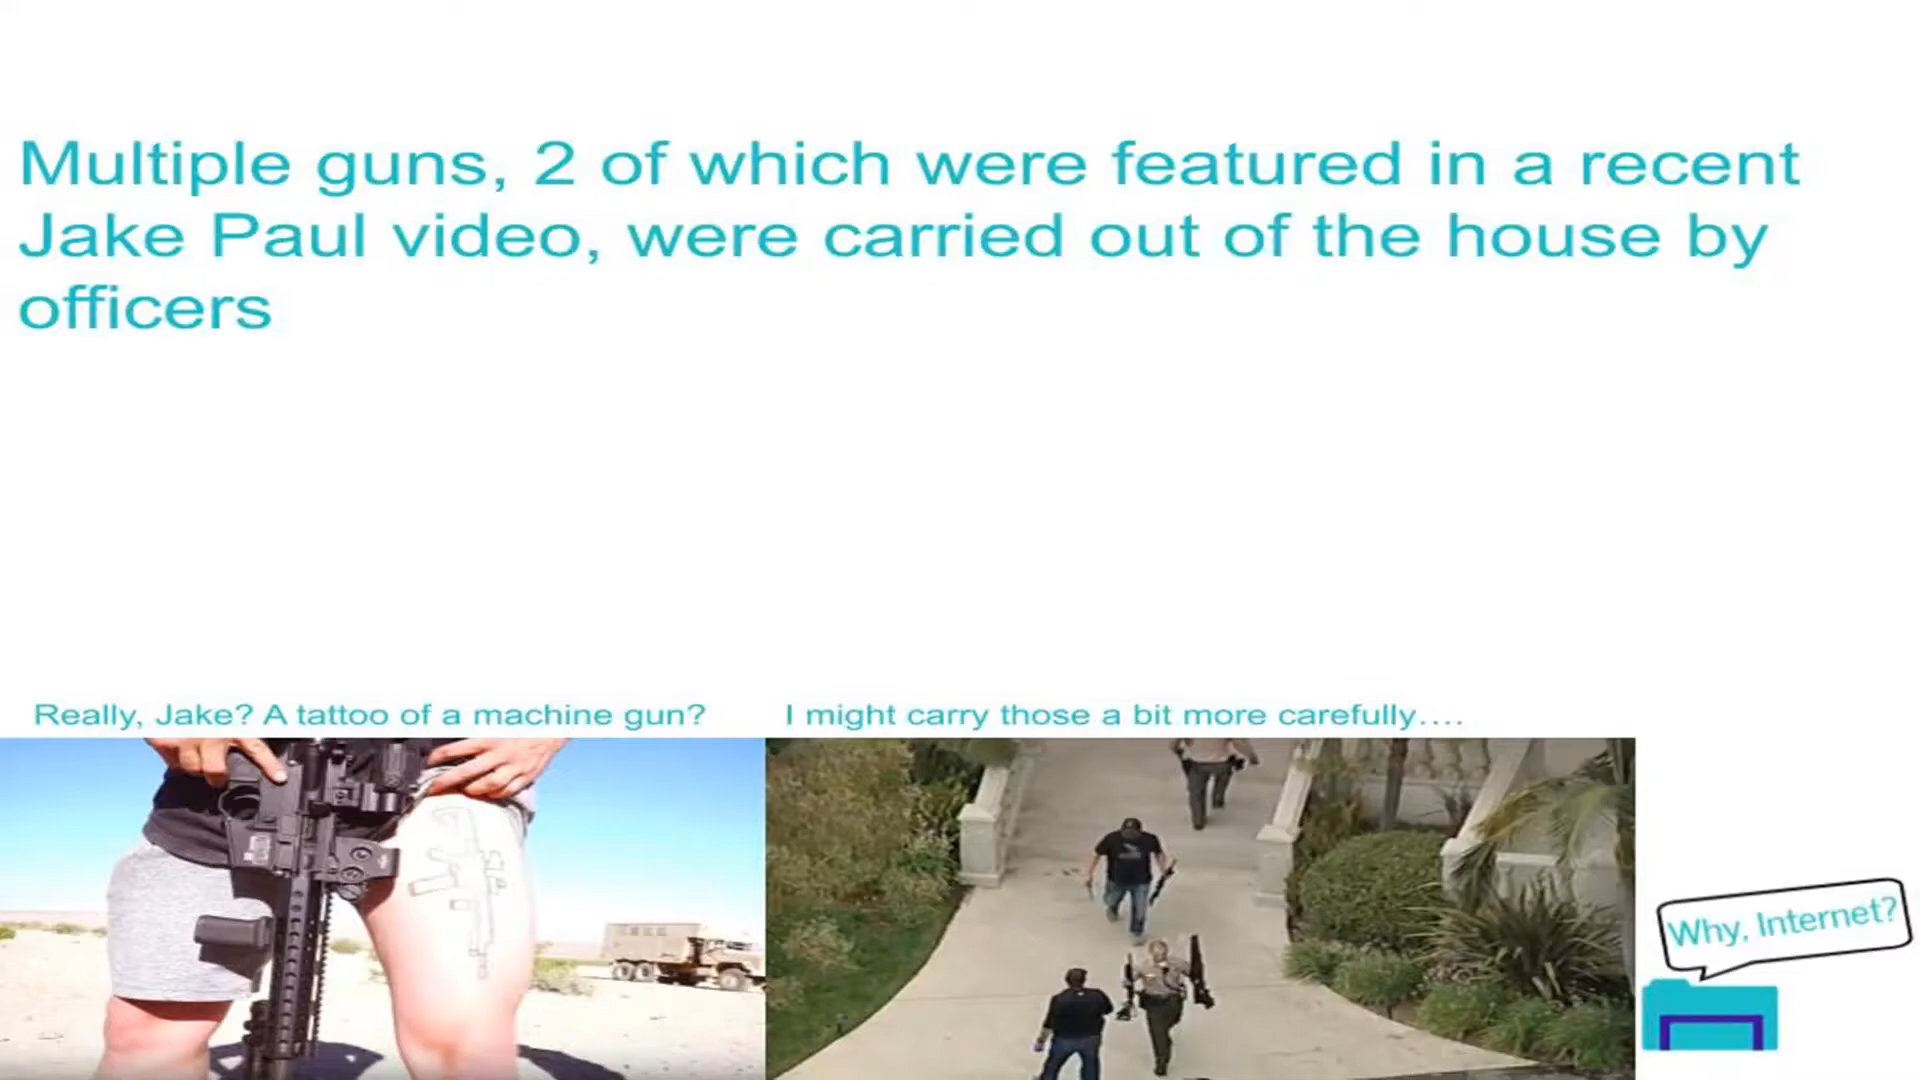 Multiple guns, 2 of which were featured in a recent
Jake Paul video, were carried out of the house by
officers
Really, Jake? A tattoo of a machine gun?
I might carry those a bit more carefully....
Why, Internet?